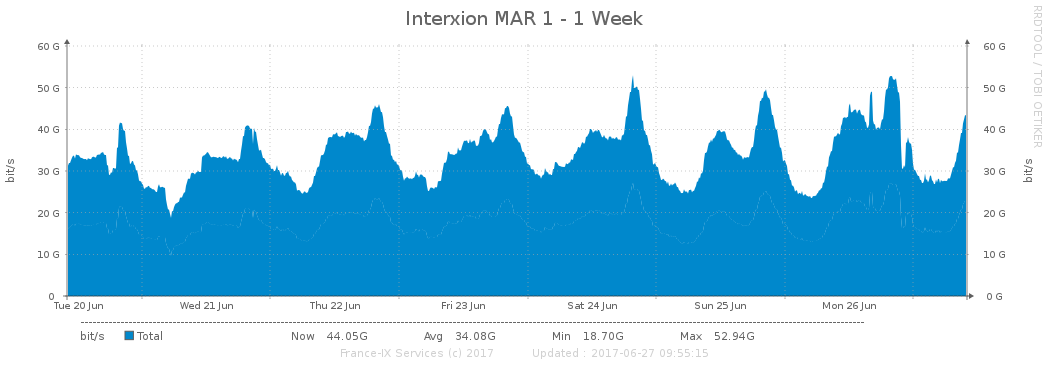 Interxion MAR 1 - 1 Week
RRDTOOL / TOBI OETIKER
bit/s
60 G 60 G
50 G 50 G
40 G 40 G
30 G 30 G
20 G 20 G
10 G 10 G
0 0 G
bit/s
Tue 20 Jun Wed 21 Jun Thu 22 Jun Fri 23 Jun Sat 24 Jun Sun 25 Jun Mon 26 Jun
bit/s Total Now 44.05G Avg 34.08G Min 18.70G Max 52.94G
France-IX Services (c) 2017 Updated : 2017-06-27 09:55:15